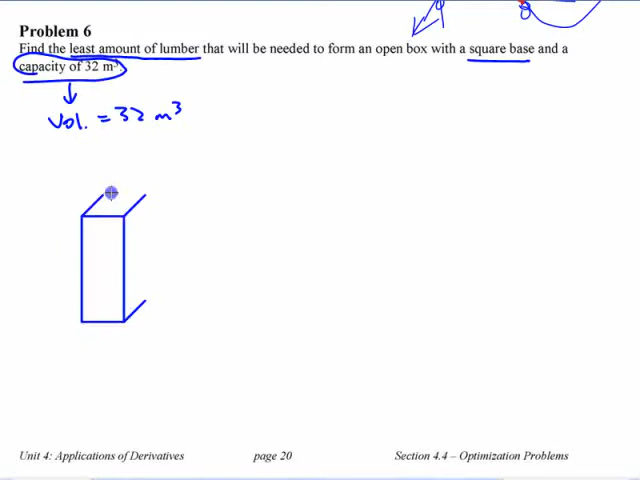 Problem 6
Find the least amount of lumber that will be needed to form an open box with a square base and a
capacity of 32 m³.
Vol. = 32 m³
Unit 4: Applications of Derivatives page 20 Section 4.4 – Optimization Problems